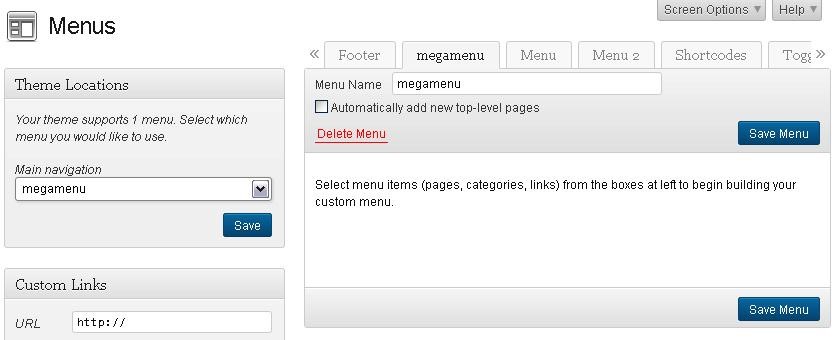 Screen Options Help
Menus
« Footer megamenu Menu Menu 2 Shortcodes Togg »
Theme Locations
Your theme supports 1 menu. Select which
menu you would like to use.
Main navigation
megamenu
Save
Custom Links
URL http://
Menu Name megamenu
Automatically add new top-level pages
Delete Menu Save Menu
Select menu items (pages, categories, links) from the boxes at left to begin building your
custom menu.
Save Menu